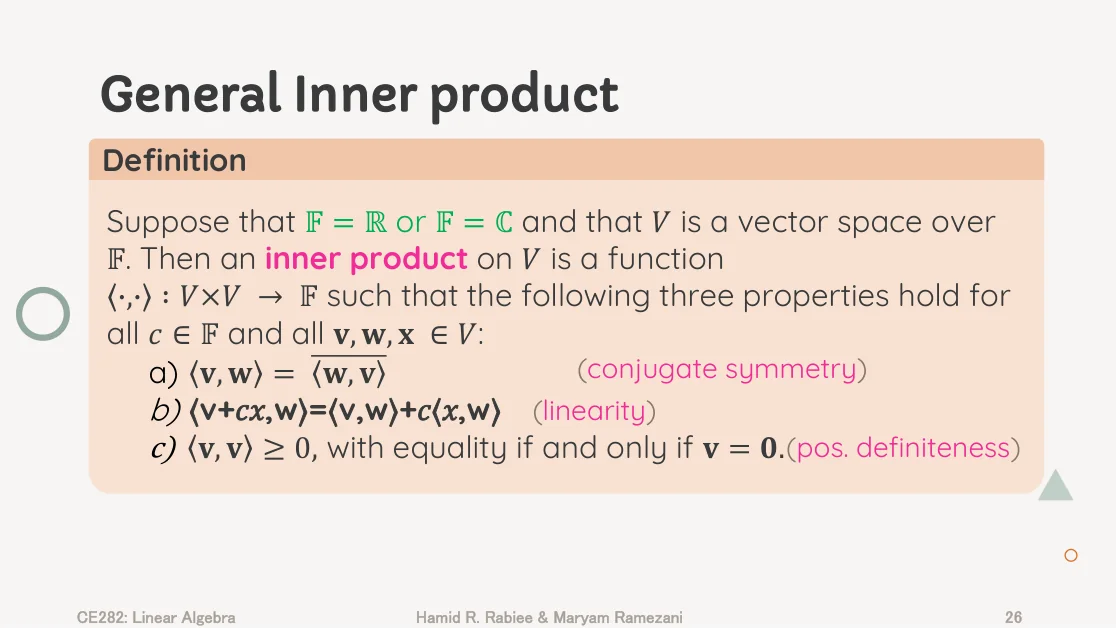 General Inner product
Definition
Suppose that 𝔽 = ℝ or 𝔽 = ℂ and that V is a vector space over
𝔽. Then an inner product on V is a function
⟨·,·⟩ : V×V → 𝔽 such that the following three properties hold for
all c ∈ 𝔽 and all v, w, x ∈ V:
a) ⟨v, w⟩ = \overline{⟨w, v⟩} (conjugate symmetry)
b) ⟨v+cx,w⟩=⟨v,w⟩+c⟨x,w⟩ (linearity)
c) ⟨v, v⟩ ≥ 0, with equality if and only if v = 0.(pos. definiteness)
CE282: Linear Algebra Hamid R. Rabiee & Maryam Ramezani 26